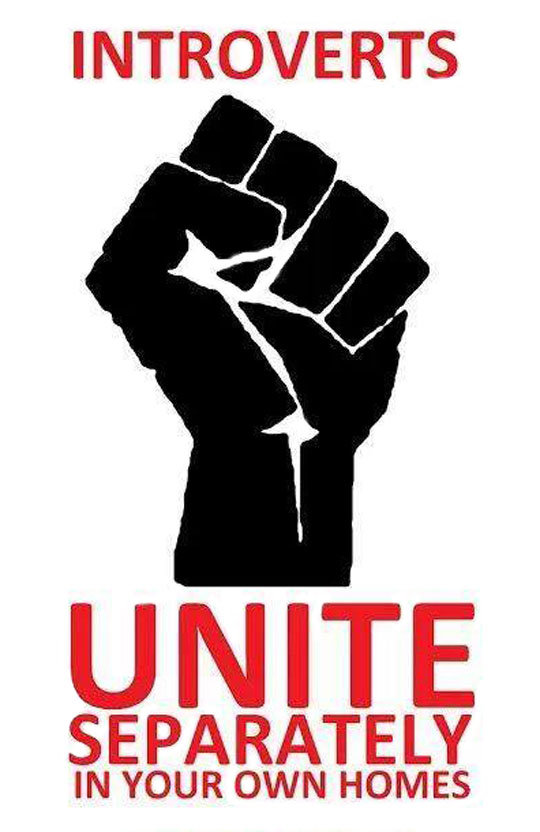 INTROVERTS
UNITE
SEPARATELY
IN YOUR OWN HOMES